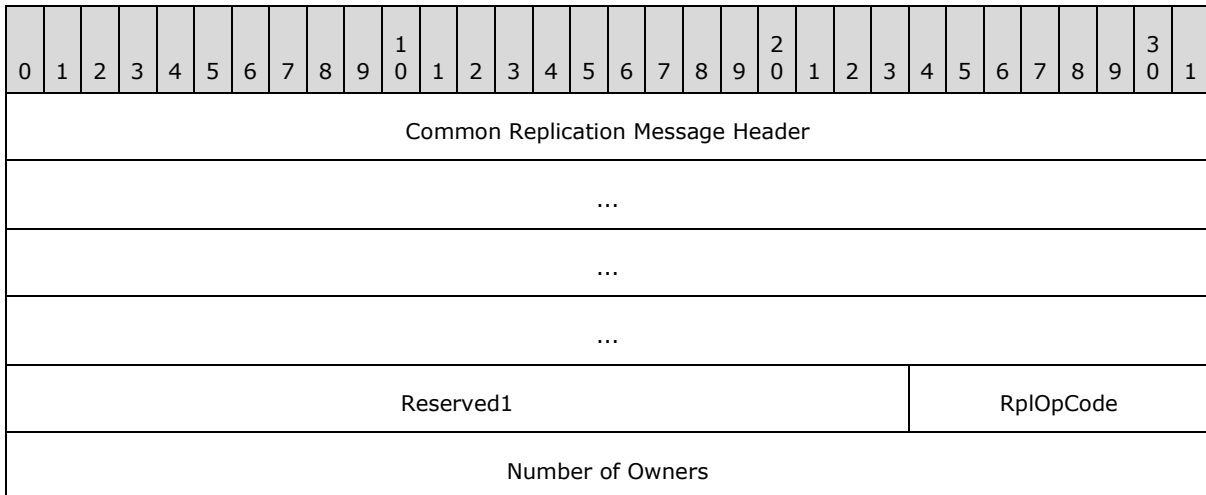 0 1 2 3 4 5 6 7 8 9 1 0 1 2 3 4 5 6 7 8 9 2 0 1 2 3 4 5 6 7 8 9 3 0 1
Common Replication Message Header
...
...
...
Reserved1 RplOpCode
Number of Owners